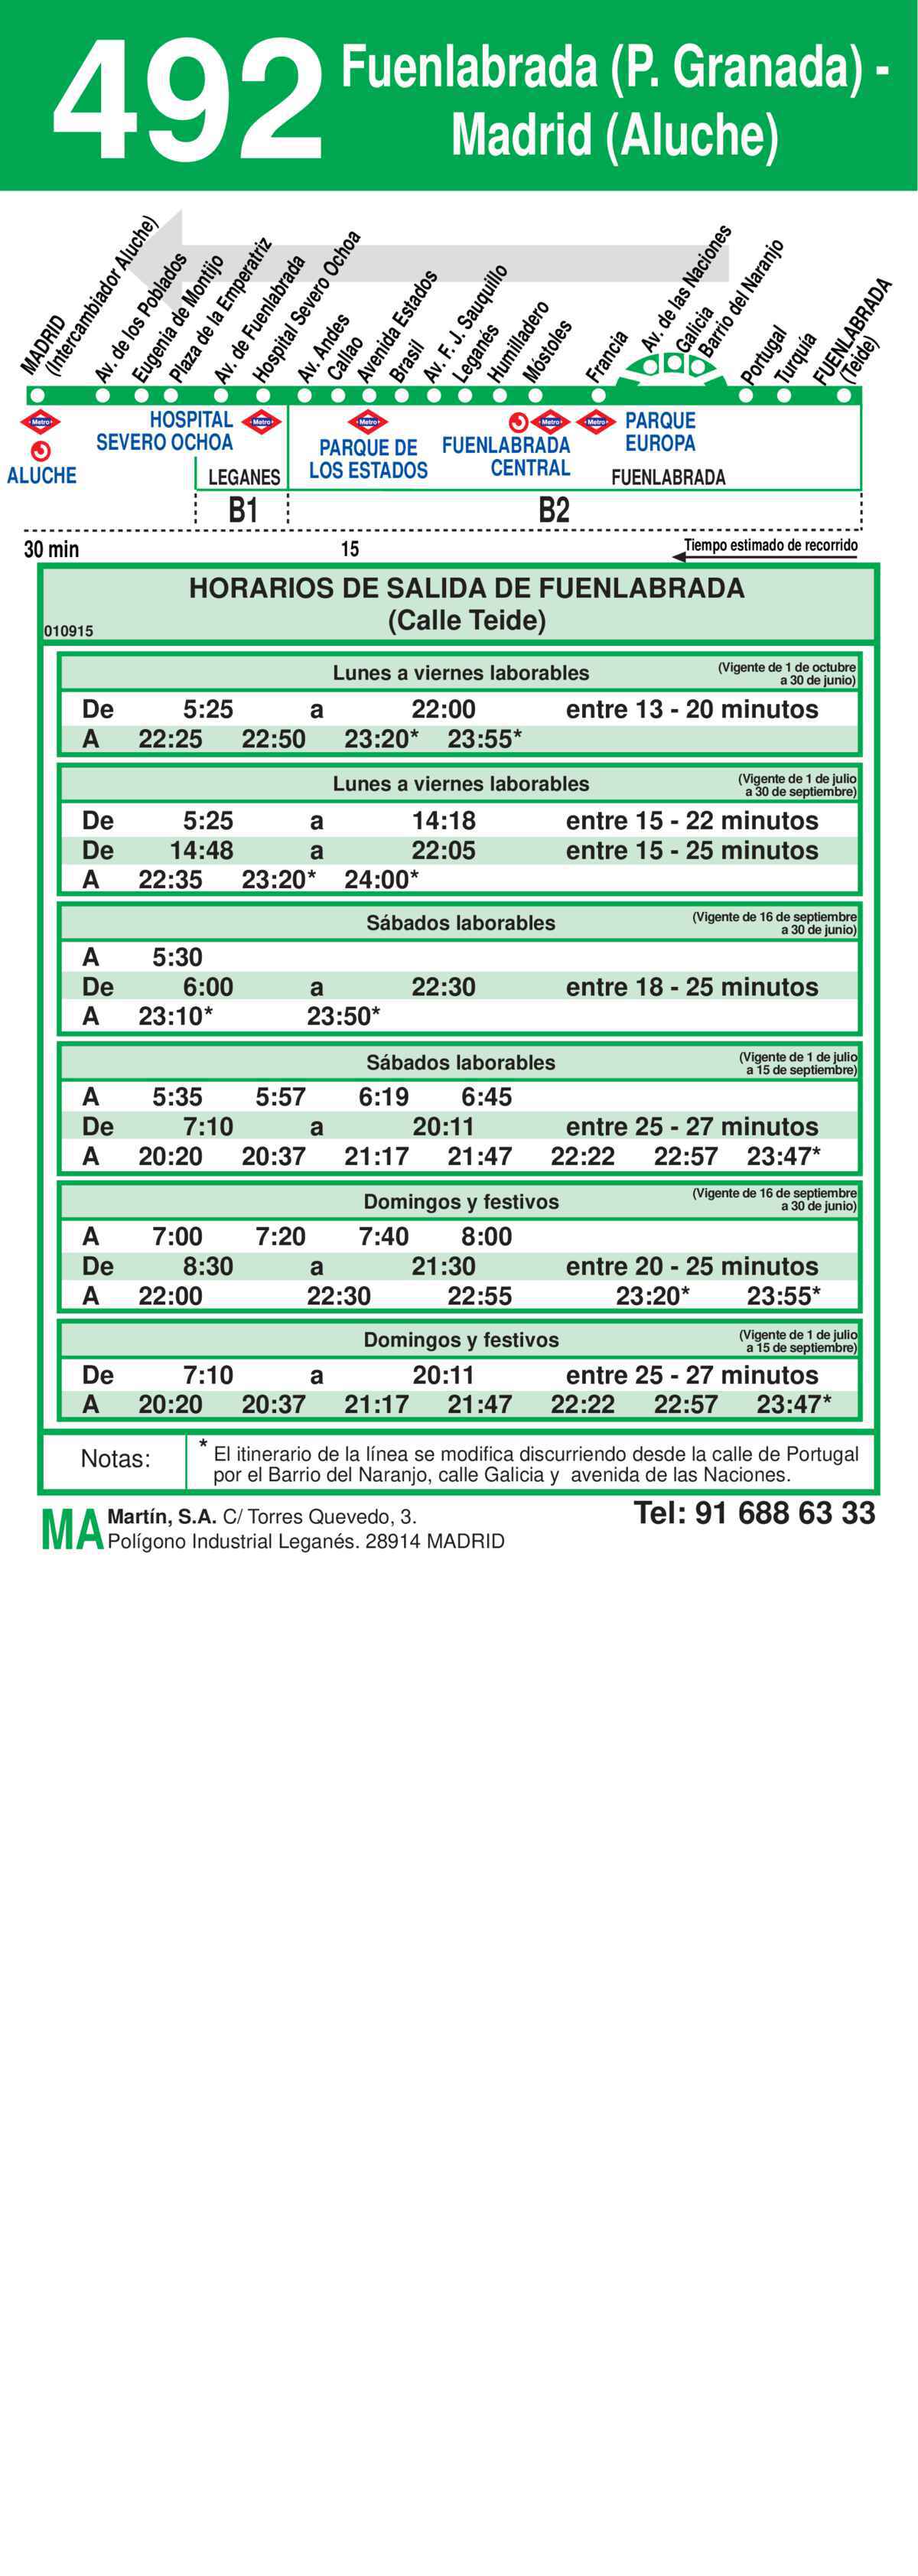 492
Fuenlabrada (P. Granada) -
Madrid (Aluche)
MADRID
(Intercambiador Aluche)
Av. de los Poblados
Eugenia de Montijo
Plaza de la Emperatriz
Av. de Fuenlabrada
Hospital Severo Ochoa
Av. Andes
Callao
Avenida Estados
Brasil
Av. F. J. Sauquillo
Leganés
Humilladero
Móstoles
Francia
Av. de las Naciones
Galicia
Barrio del Naranjo
Portugal
Turquía
FUENLABRADA
(Teide)
Metro Metro Metro Metro Metro
ALUCHE
HOSPITAL
SEVERO OCHOA
PARQUE DE
LOS ESTADOS
FUENLABRADA
CENTRAL
PARQUE
EUROPA
LEGANES FUENLABRADA
B1 B2
30 min 15 Tiempo estimado de recorrido
HORARIOS DE SALIDA DE FUENLABRADA
(Calle Teide)
010915
Lunes a viernes laborables (Vigente de 1 de octubre
a 30 de junio)
De 5:25 a 22:00 entre 13 - 20 minutos
A 22:25 22:50 23:20* 23:55*
Lunes a viernes laborables (Vigente de 1 de julio
a 30 de septiembre)
De 5:25 a 14:18 entre 15 - 22 minutos
De 14:48 a 22:05 entre 15 - 25 minutos
A 22:35 23:20* 24:00*
Sábados laborables (Vigente de 16 de septiembre
a 30 de junio)
A 5:30
De 6:00 a 22:30 entre 18 - 25 minutos
A 23:10* 23:50*
Sábados laborables (Vigente de 1 de julio
a 15 de septiembre)
A 5:35 5:57 6:19 6:45
De 7:10 a 20:11 entre 25 - 27 minutos
A 20:20 20:37 21:17 21:47 22:22 22:57 23:47*
Domingos y festivos (Vigente de 16 de septiembre
a 30 de junio)
A 7:00 7:20 7:40 8:00
De 8:30 a 21:30 entre 20 - 25 minutos
A 22:00 22:30 22:55 23:20* 23:55*
Domingos y festivos (Vigente de 1 de julio
a 15 de septiembre)
De 7:10 a 20:11 entre 25 - 27 minutos
A 20:20 20:37 21:17 21:47 22:22 22:57 23:47*
Notas: * El itinerario de la línea se modifica discurriendo desde la calle de Portugal
por el Barrio del Naranjo, calle Galicia y avenida de las Naciones.
MA Martín, S.A. C/ Torres Quevedo, 3.
Polígono Industrial Leganés. 28914 MADRID
Tel: 91 688 63 33